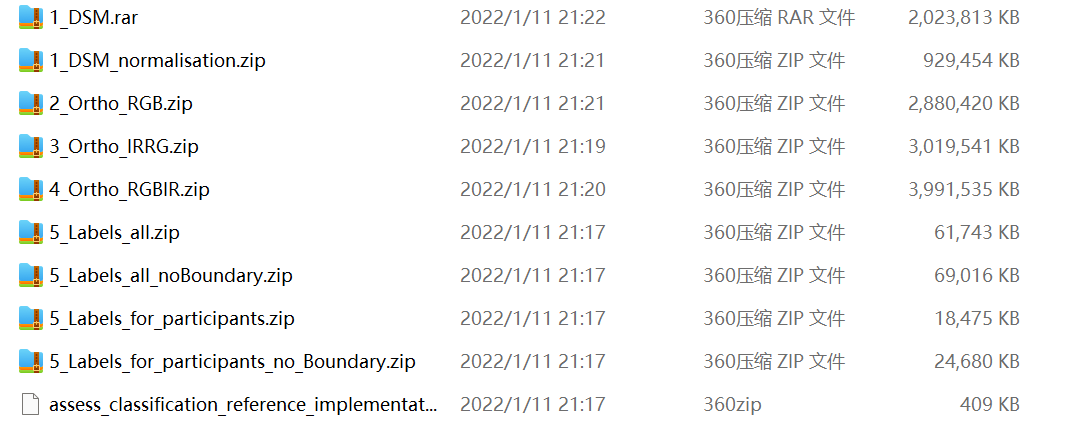 1_DSM.rar 2022/1/11 21:22 360压缩 RAR 文件 2,023,813 KB
1_DSM_normalisation.zip 2022/1/11 21:21 360压缩 ZIP 文件 929,454 KB
2_Ortho_RGB.zip 2022/1/11 21:21 360压缩 ZIP 文件 2,880,420 KB
3_Ortho_IRRG.zip 2022/1/11 21:19 360压缩 ZIP 文件 3,019,541 KB
4_Ortho_RGBIR.zip 2022/1/11 21:20 360压缩 ZIP 文件 3,991,535 KB
5_Labels_all.zip 2022/1/11 21:17 360压缩 ZIP 文件 61,743 KB
5_Labels_all_noBoundary.zip 2022/1/11 21:17 360压缩 ZIP 文件 69,016 KB
5_Labels_for_participants.zip 2022/1/11 21:17 360压缩 ZIP 文件 18,475 KB
5_Labels_for_participants_no_Boundary.zip 2022/1/11 21:17 360压缩 ZIP 文件 24,680 KB
assess_classification_reference_implementat... 2022/1/11 21:17 360zip 409 KB